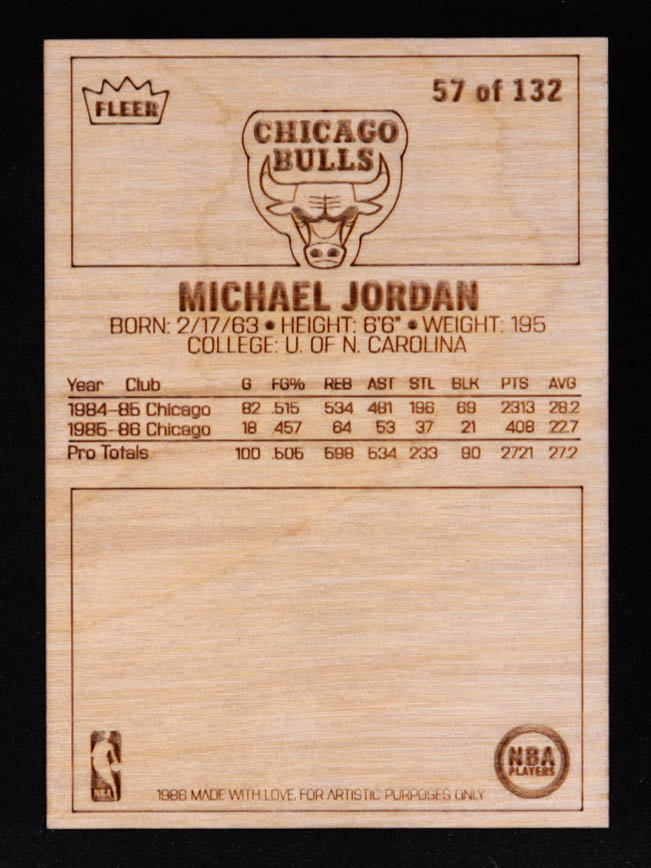 FLEER
57 of 132
CHICAGO
BULLS
MICHAEL JORDAN
BORN: 2/17/63 • HEIGHT: 6'6" • WEIGHT: 195
COLLEGE: U. OF N. CAROLINA
Year Club G FG% REB AST STL BLK PTS AVG
1984-85 Chicago 82 .515 534 481 196 69 2313 28.2
1985-86 Chicago 18 .457 64 53 37 21 408 22.7
Pro Totals 100 .505 598 534 233 90 2721 27.2
NBA
NBA
PLAYERS
1986 MADE WITH LOVE. FOR ARTISTIC PURPOSES ONLY